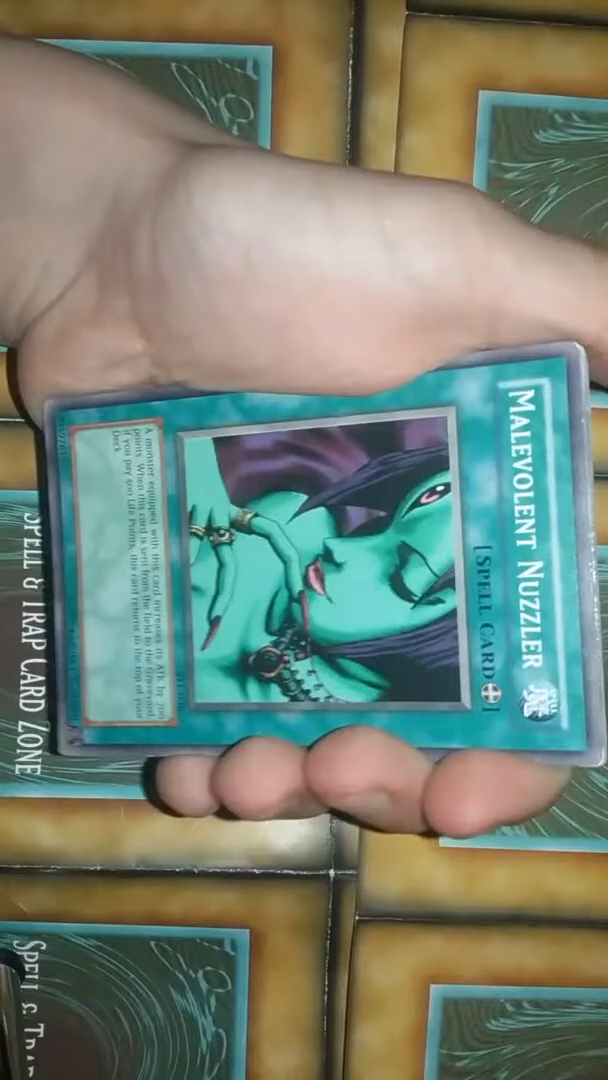 MALEVOLENT NUZZLER
[SPELL CARD]
A monster equipped with this card increases its ATK by 700
points. When this card is sent from the field to the Graveyard,
if you pay 500 Life Points, this card returns to the top of your
Deck.
SPELL & TRAP CARD ZONE
SPELL & TRAP